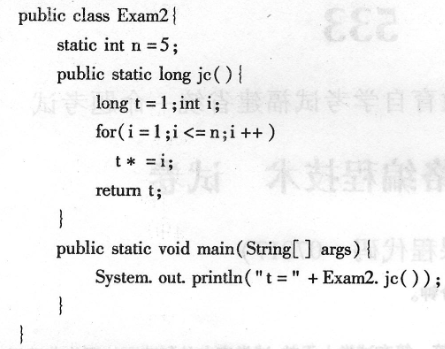 public class Exam2{
static int n =5;
public static long jc(){
long t =1;int i;
for(i =1;i <=n;i ++)
t* =i;
return t;
}
public static void main(String[] args){
System. out. println("t=" +Exam2. jc());
}
}
533